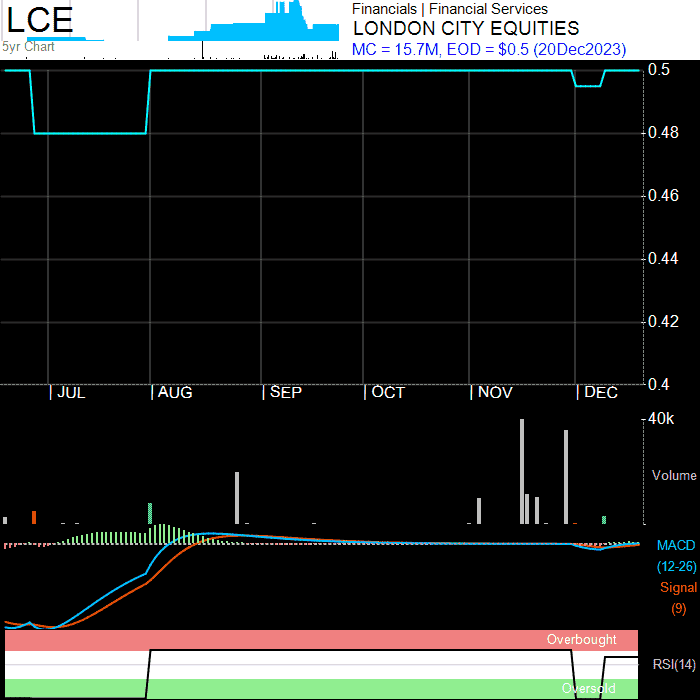 LCE
5yr Chart
Financials | Financial Services
LONDON CITY EQUITIES
MC = 15.7M, EOD = $0.5 (20Dec2023)
0.5
0.48
0.46
0.44
0.42
0.4
| JUL | AUG | SEP | OCT | NOV | DEC
40k
Volume
MACD
(12-26)
Signal
(9)
Overbought
RSI(14)
Oversold